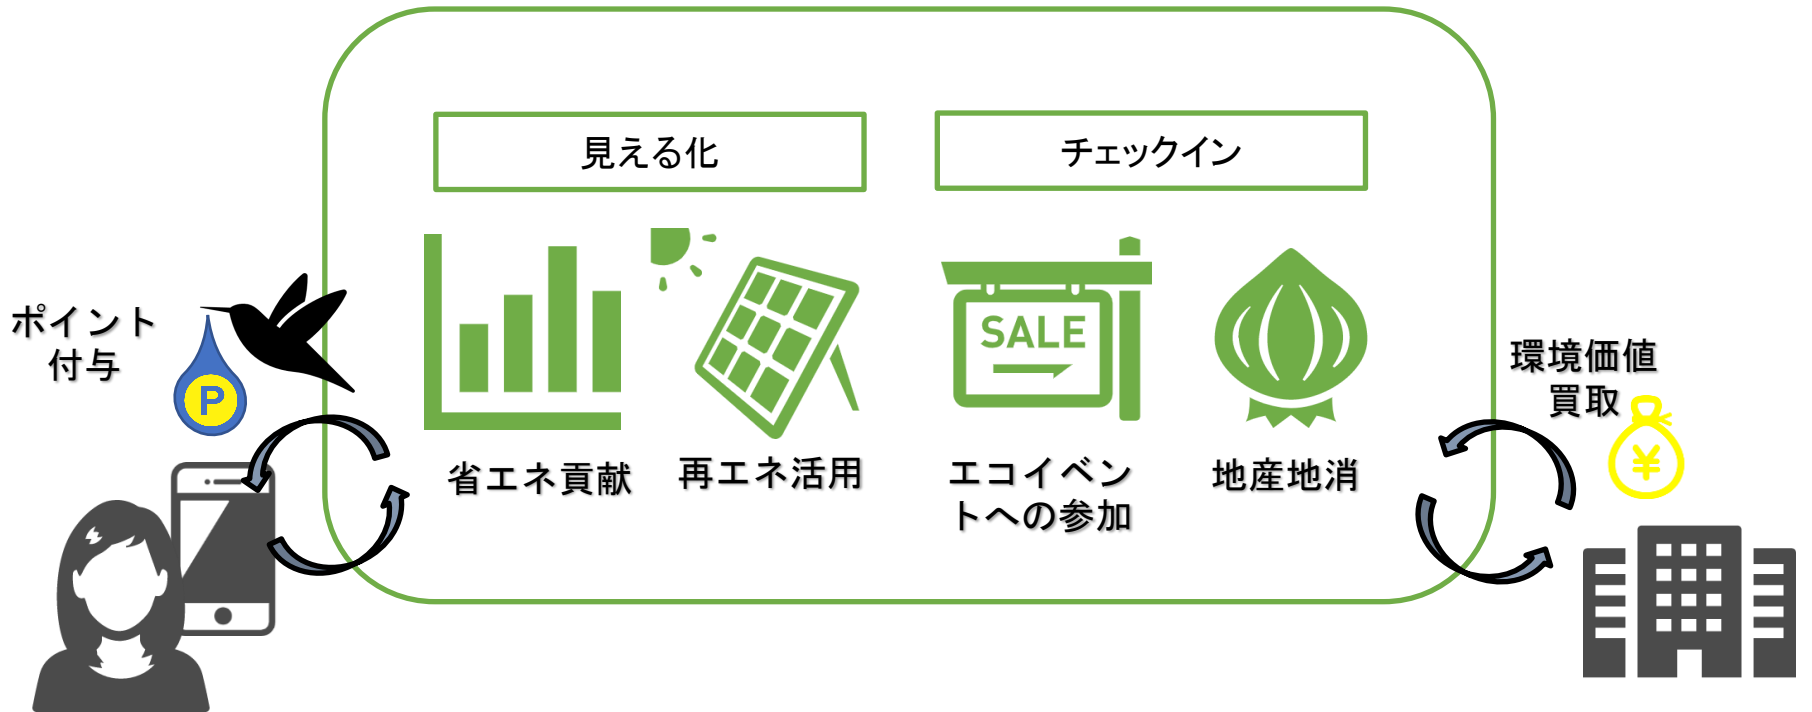 見える化
チェックイン
ポイント
付与
P
SALE
省エネ貢献
再エネ活用
エコイベン
トへの参加
地産地消
環境価値
買取
¥